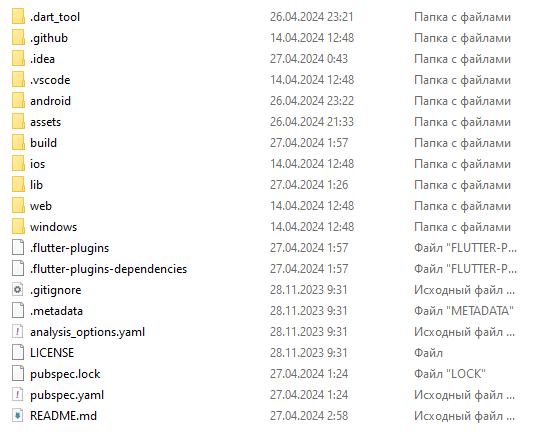 .dart_tool 26.04.2024 23:21 Папка с файлами
.github 14.04.2024 12:48 Папка с файлами
.idea 27.04.2024 0:43 Папка с файлами
.vscode 14.04.2024 12:48 Папка с файлами
android 26.04.2024 23:22 Папка с файлами
assets 26.04.2024 21:33 Папка с файлами
build 27.04.2024 1:57 Папка с файлами
ios 14.04.2024 12:48 Папка с файлами
lib 27.04.2024 1:26 Папка с файлами
web 14.04.2024 12:48 Папка с файлами
windows 14.04.2024 12:48 Папка с файлами
.flutter-plugins 27.04.2024 1:57 Файл "FLUTTER-P...
.flutter-plugins-dependencies 27.04.2024 1:57 Файл "FLUTTER-P...
.gitignore 28.11.2023 9:31 Исходный файл ...
.metadata 28.11.2023 9:31 Файл "METADATA"
analysis_options.yaml 28.11.2023 9:31 Исходный файл ...
LICENSE 28.11.2023 9:31 Файл
pubspec.lock 27.04.2024 1:24 Файл "LOCK"
pubspec.yaml 27.04.2024 1:24 Исходный файл ...
README.md 27.04.2024 2:58 Исходный файл ...